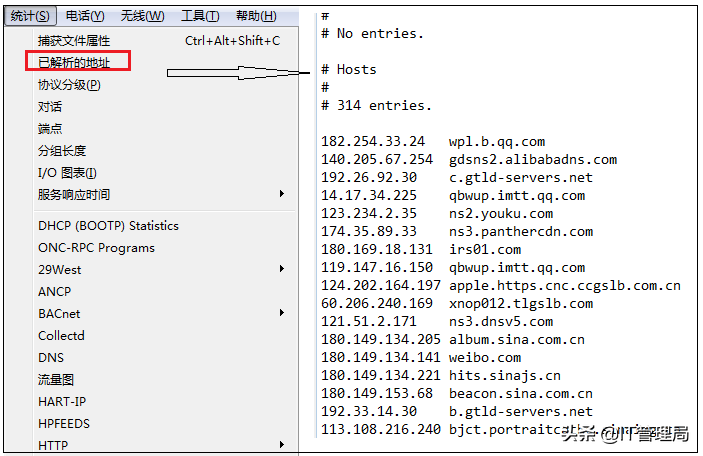 统计(S) 电话(Y) 无线(W) 工具(T) 帮助(H)
捕获文件属性 Ctrl+Alt+Shift+C
已解析的地址
协议分级(P)
对话
端点
分组长度
I/O 图表(I)
服务响应时间
DHCP (BOOTP) Statistics
ONC-RPC Programs
29West
ANCP
BACnet
Collectd
DNS
流量图
HART-IP
HPFEEDS
HTTP
#
# No entries.
# Hosts
#
# 314 entries.
182.254.33.24 wpl.b.qq.com
140.205.67.254 gdsns2.alibabadns.com
192.26.92.30 c.gtld-servers.net
14.17.34.225 qbwup.imtt.qq.com
123.234.2.35 ns2.youku.com
174.35.89.33 ns3.panthercdn.com
180.169.18.131 irs01.com
119.147.16.150 qbwup.imtt.qq.com
124.202.164.197 apple.https.cnc.ccgslb.com.cn
60.206.240.169 xnop012.tlgslb.com
121.51.2.171 ns3.dnsv5.com
180.149.134.205 album.sina.com.cn
180.149.134.141 weibo.com
180.149.134.221 hits.sinajs.cn
180.149.153.68 beacon.sina.com.cn
192.33.14.30 b.gtld-servers.net
113.108.216.240 bjct.portraitc
头条 @IT管理局